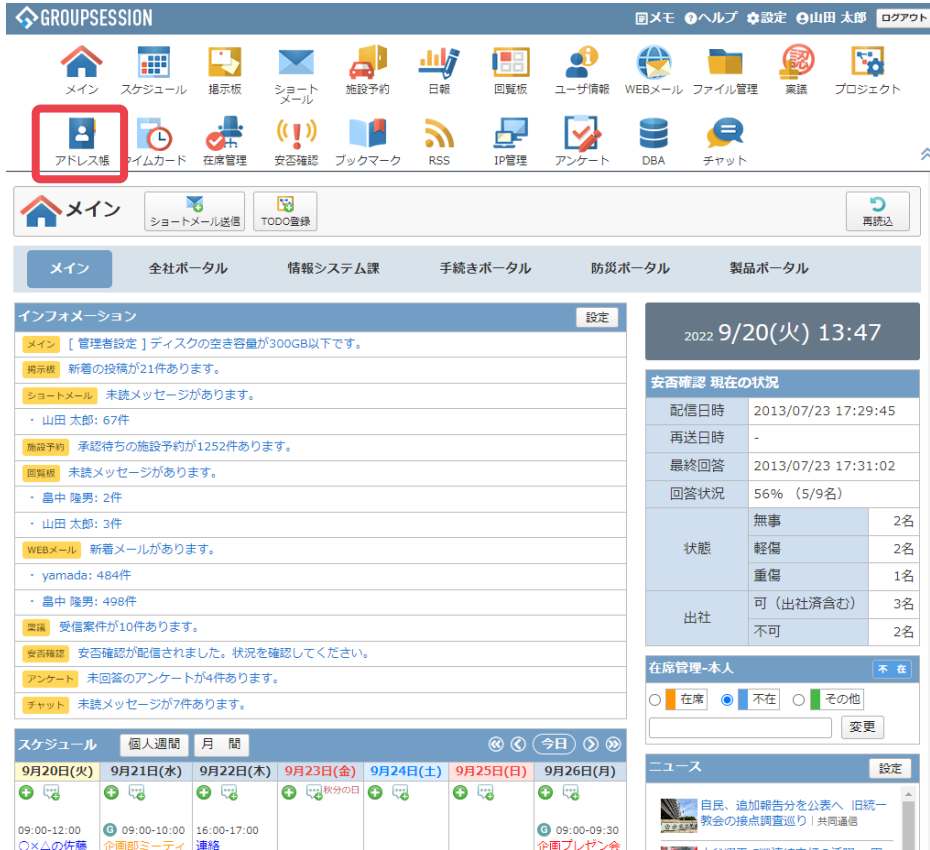 GROUPSESSION
メモ ヘルプ 設定 山田 太郎 ログアウト
メイン スケジュール 掲示板 ショートメール 施設予約 日報 回覧板 ユーザ情報 WEBメール ファイル管理 稟議 プロジェクト
アドレス帳 イムカード 在席管理 安否確認 ブックマーク RSS IP管理 アンケート DBA チャット
メイン ショートメール送信 TODO登録 再読込
メイン 全社ポータル 情報システム課 手続きポータル 防災ポータル 製品ポータル
インフォメーション 設定
メイン [ 管理者設定 ] ディスクの空き容量が300GB以下です。
掲示板 新着の投稿が21件あります。
ショートメール 未読メッセージがあります。
・ 山田 太郎: 67件
施設予約 承認待ちの施設予約が1252件あります。
回覧板 未読メッセージがあります。
・ 畠中 隆男: 2件
・ 山田 太郎: 3件
WEBメール 新着メールがあります。
・ yamada: 484件
・ 畠中 隆男: 498件
稟議 受信案件が10件あります。
安否確認 安否確認が配信されました。状況を確認してください。
アンケート 未回答のアンケートが4件あります。
チャット 未読メッセージが7件あります。
スケジュール 個人週間 月 間 今日
9月20日(火) 9月21日(水) 9月22日(木) 9月23日(金) 9月24日(土) 9月25日(日) 9月26日(月)
秋分の日
09:00-12:00 G 09:00-10:00 16:00-17:00 G 09:00-09:30
○×△の佐藤 企画部ミーティ 連絡 企画プレゼン会
2022 9/20(火) 13:47
安否確認 現在の状況
配信日時 2013/07/23 17:29:45
再送日時 -
最終回答 2013/07/23 17:31:02
回答状況 56% (5/9名)
状態 無事 2名
軽傷 2名
重傷 1名
出社 可（出社済含む） 3名
不可 2名
在席管理-本人 不 在
在席 不在 その他
変更
ニュース 設定
自民、追加報告分を公表へ 旧統一
教会の接点調査巡り | 共同通信